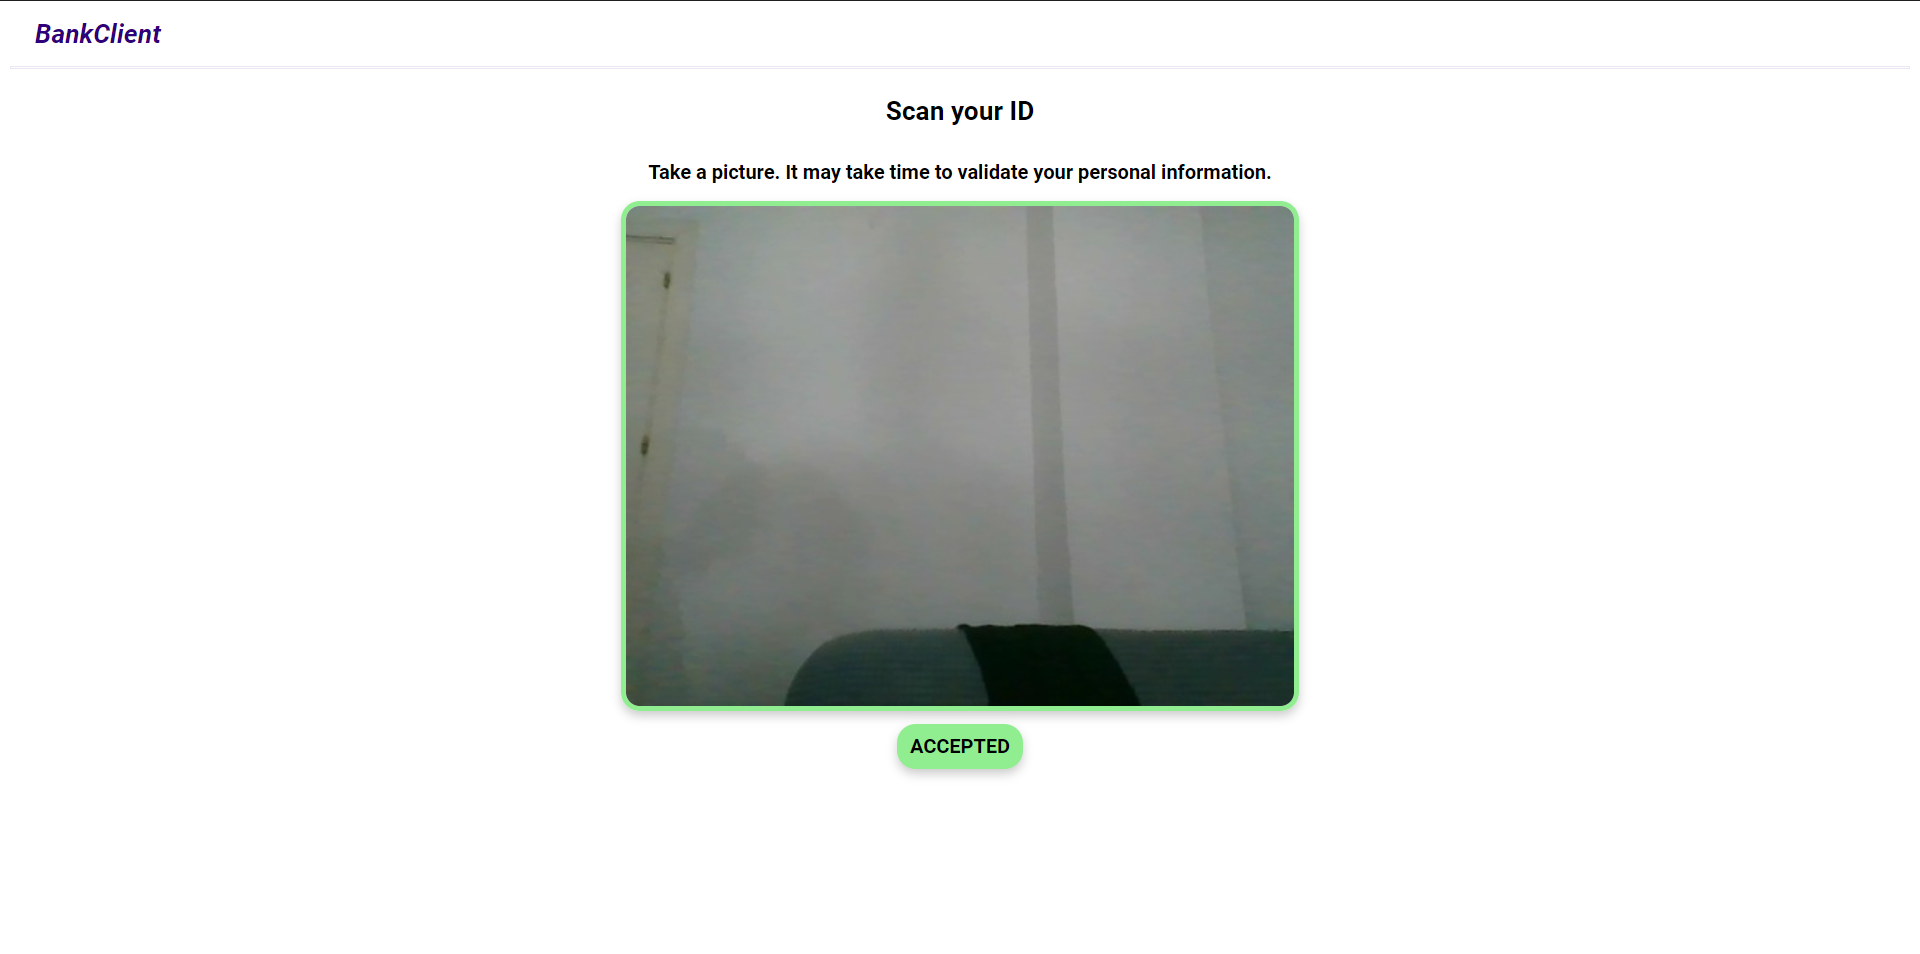 BankClient
Scan your ID
Take a picture. It may take time to validate your personal information.
ACCEPTED